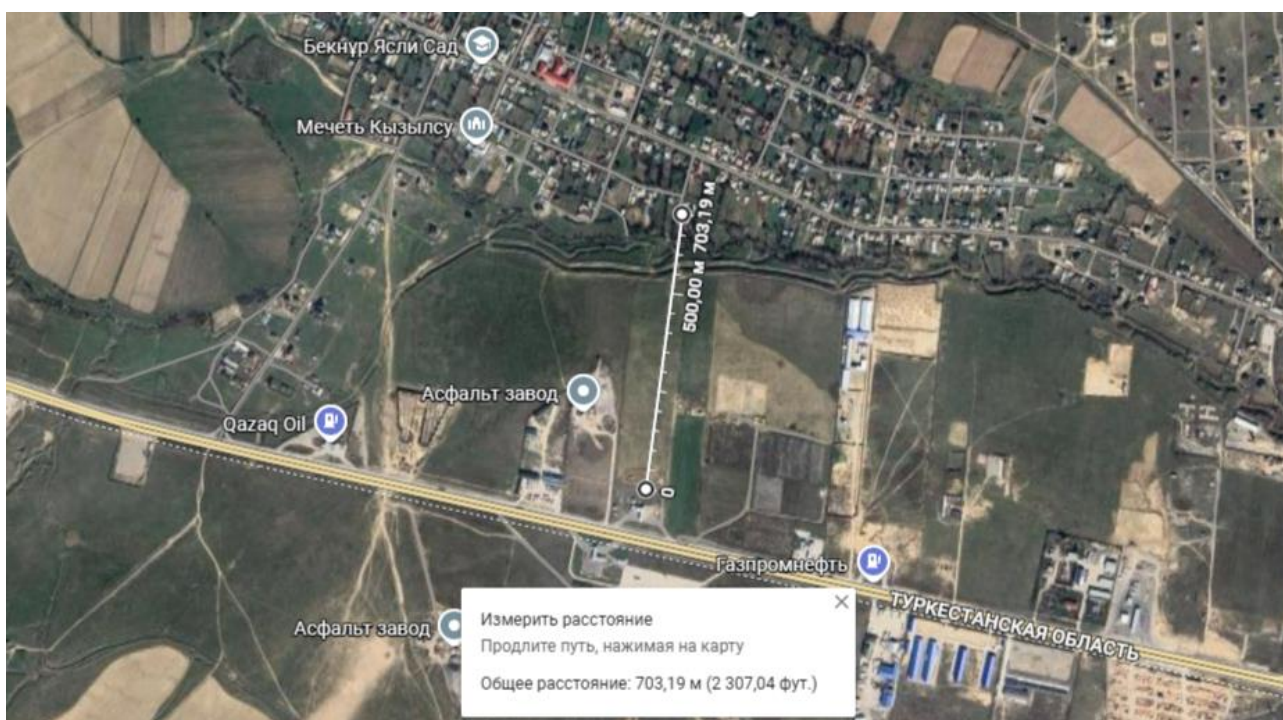 Бекнұр Ясли Сад
Мечеть Кызылсу
703,19 м
500,00 м
Асфальт завод
Qazaq Oil
0
Газпромнефть
ТУРКЕСТАНСКАЯ ОБЛАСТЬ
Асфальт завод
Измерить расстояние
Продлите путь, нажимая на карту
Общее расстояние: 703,19 м (2 307,04 фут.)